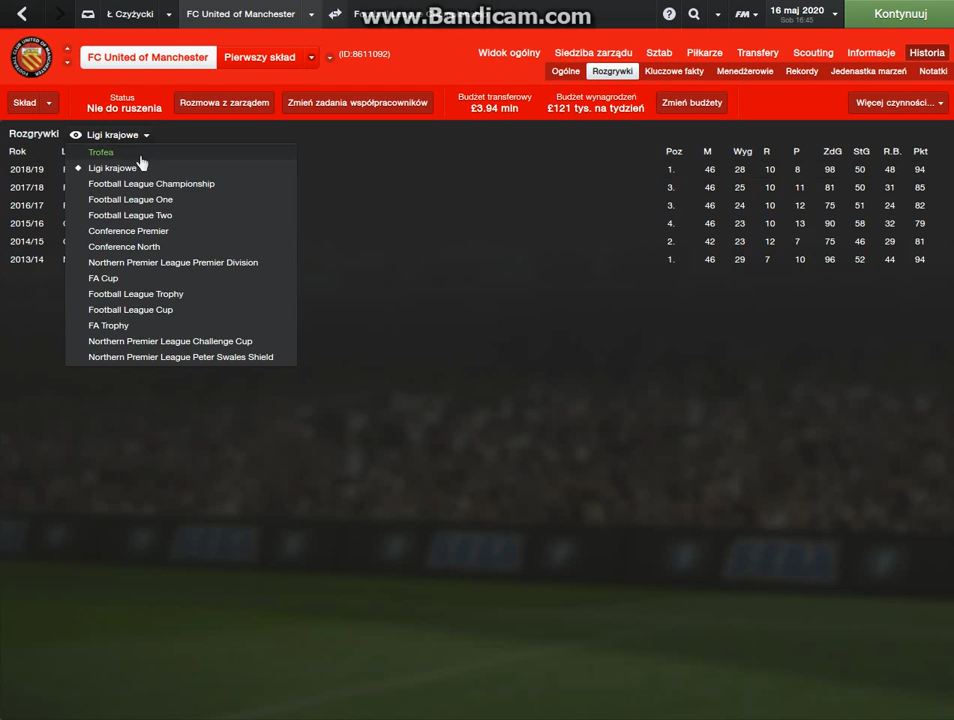 Ł Czyżycki FC United of Manchester FM 16 maj 2020 Kontynuuj
www.Bandicam.com
Sob 16:45
FC United of Manchester Pierwszy skład (ID:8611092) Widok ogólny Siedziba zarządu Sztab Piłkarze Transfery Scouting Informacje Historia
Ogólne Rozgrywki Kluczowe fakty Menedżerowie Rekordy Jedenastka marzeń Notatki
Skład Status Nie do ruszenia Rozmowa z zarządem Zmień zadania współpracowników Budżet transferowy £3.94 mln Budżet wynagrodzeń £121 tys. na tydzień Zmień budżety Więcej czynności...
Rozgrywki Ligi krajowe
Rok Poz M Wyg R P ZdG StG R.B. Pkt
2018/19 1. 46 28 10 8 98 50 48 94
2017/18 3. 46 25 10 11 81 50 31 85
2016/17 3. 46 24 10 12 75 51 24 82
2015/16 4. 46 23 10 13 90 58 32 79
2014/15 2. 42 23 12 7 75 46 29 81
2013/14 1. 46 29 7 10 96 52 44 94
Trofea
Ligi krajowe
Football League Championship
Football League One
Football League Two
Conference Premier
Conference North
Northern Premier League Premier Division
FA Cup
Football League Trophy
Football League Cup
FA Trophy
Northern Premier League Challenge Cup
Northern Premier League Peter Swales Shield